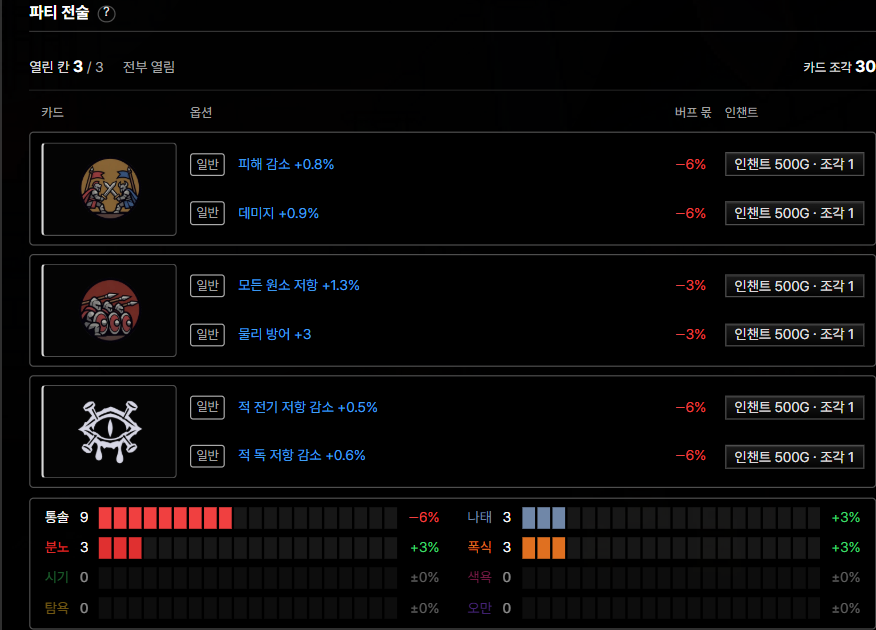 파티 전술 ?
열린 칸 3 / 3 전부 열림 카드 조각 30
카드 옵션 버프 몫 인챈트
일반 피해 감소 +0.8% −6% 인챈트 500G · 조각 1
일반 데미지 +0.9% −6% 인챈트 500G · 조각 1
일반 모든 원소 저항 +1.3% −3% 인챈트 500G · 조각 1
일반 물리 방어 +3 −3% 인챈트 500G · 조각 1
일반 적 전기 저항 감소 +0.5% −6% 인챈트 500G · 조각 1
일반 적 독 저항 감소 +0.6% −6% 인챈트 500G · 조각 1
통솔 9 −6% 나태 3 +3%
분노 3 +3% 폭식 3 +3%
시기 0 ±0% 색욕 0 ±0%
탐욕 0 ±0% 오만 0 ±0%